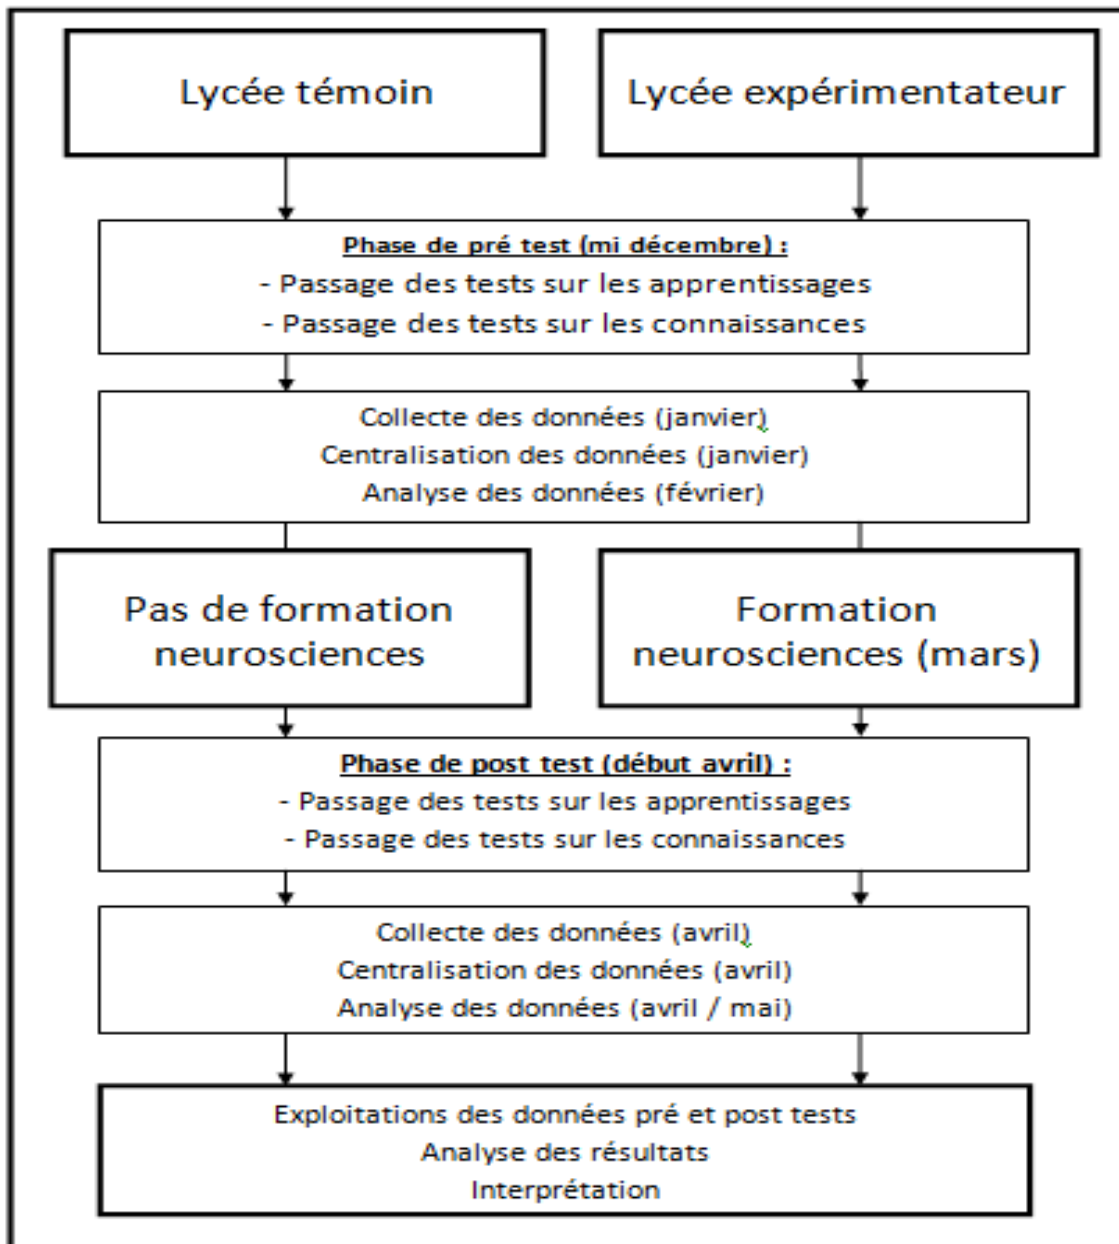 Lycée témoin
Lycée expérimentateur
Phase de pré test (mi décembre) :
- Passage des tests sur les apprentissages
- Passage des tests sur les connaissances
Collecte des données (janvier)
Centralisation des données (janvier)
Analyse des données (février)
Pas de formation
neurosciences
Formation
neurosciences (mars)
Phase de post test (début avril) :
- Passage des tests sur les apprentissages
- Passage des tests sur les connaissances
Collecte des données (avril)
Centralisation des données (avril)
Analyse des données (avril / mai)
Exploitations des données pré et post tests
Analyse des résultats
Interprétation